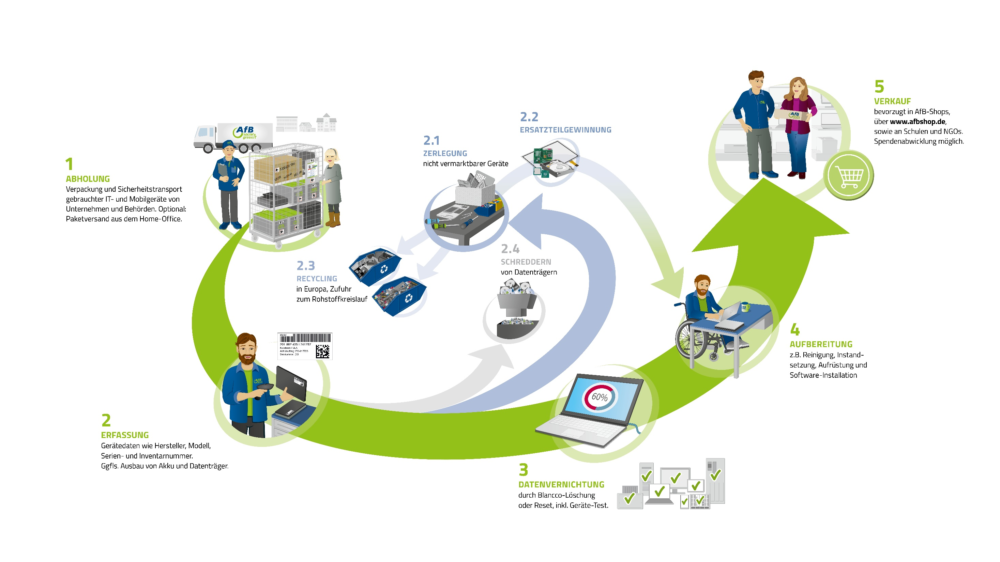 AfB
social &
green IT
1
ABHOLUNG
Verpackung und Sicherheitstransport
gebrauchter IT- und Mobilgeräte von
Unternehmen und Behörden. Optional:
Paketversand aus dem Home-Office.
2
ERFASSUNG
Gerätedaten wie Hersteller, Modell,
Serien- und Inventarnummer.
Ggfls. Ausbau von Akku und Datenträger.
AfB
2.1
ZERLEGUNG
nicht vermarktbarer Geräte
2.2
ERSATZTEILGEWINNUNG
2.3
RECYCLING
in Europa, Zufuhr
zum Rohstoffkreislauf
2.4
SCHREDDERN
von Datenträgern
60%
3
DATENVERNICHTUNG
durch Blancco-Löschung
oder Reset, inkl. Geräte-Test.
4
AUFBEREITUNG
z.B. Reinigung, Instand-
setzung, Aufrüstung und
Software-Installation
AfB
5
VERKAUF
bevorzugt in AfB-Shops,
über www.afbshop.de,
sowie an Schulen und NGOs.
Spendenabwicklung möglich.